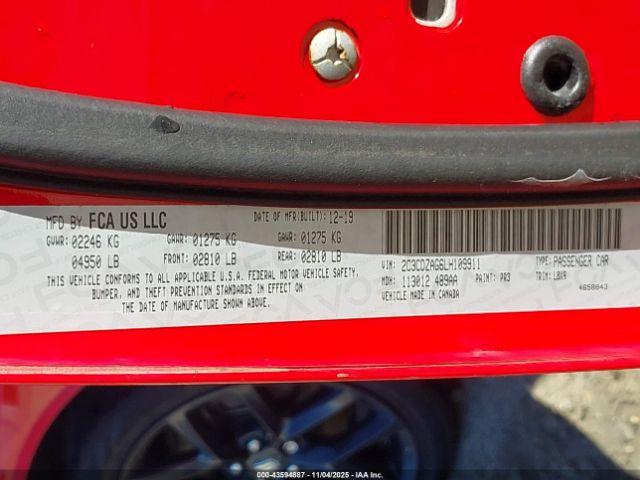 MFD BY FCA US LLC
DATE OF MFR(BUILT): 12-19
GVWR: 02246 KG GAWR: 01275 KG GAWR: 01275 KG
04950 LB FRONT: 02810 LB REAR: 02810 LB
THIS VEHICLE CONFORMS TO ALL APPLICABLE U.S.A. FEDERAL MOTOR VEHICLE SAFETY,
BUMPER, AND THEFT PREVENTION STANDARDS IN EFFECT ON
THE DATE OF MANUFACTURE SHOWN ABOVE.
VIN: 2C3CDZAG6LH109911 TYPE: PASSENGER CAR
MDH: 113012 489AA PAINT: PR3 TRIM: LBX9
VEHICLE MADE IN CANADA 4658843
000-43594887 - 11/04/2025 - IAA Inc.